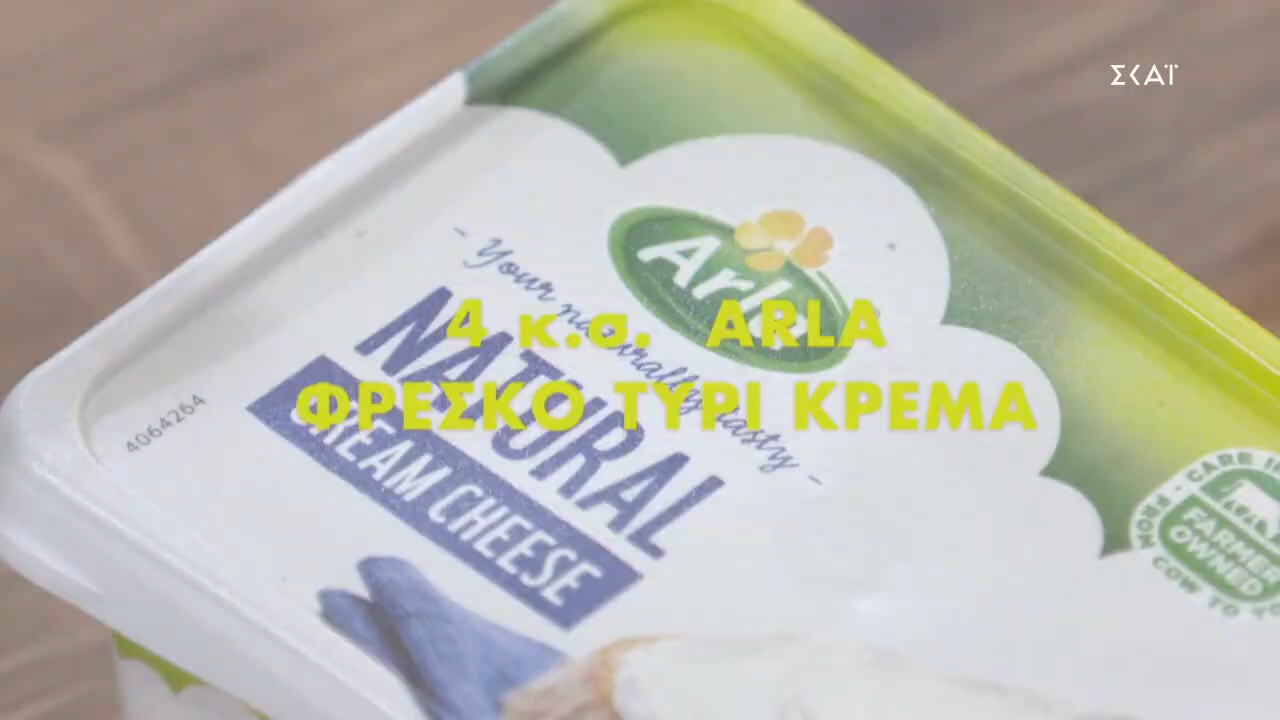 ΣΚΑΪ
Arla
- Your naturally tasty -
4 κ.σ. ARLA
NATURAL
ΦΡΕΣΚΟ ΤΥΡΙ ΚΡΕΜΑ
CREAM CHEESE
4064264
CARE
FROM
FARMER
OWNED
COW TO